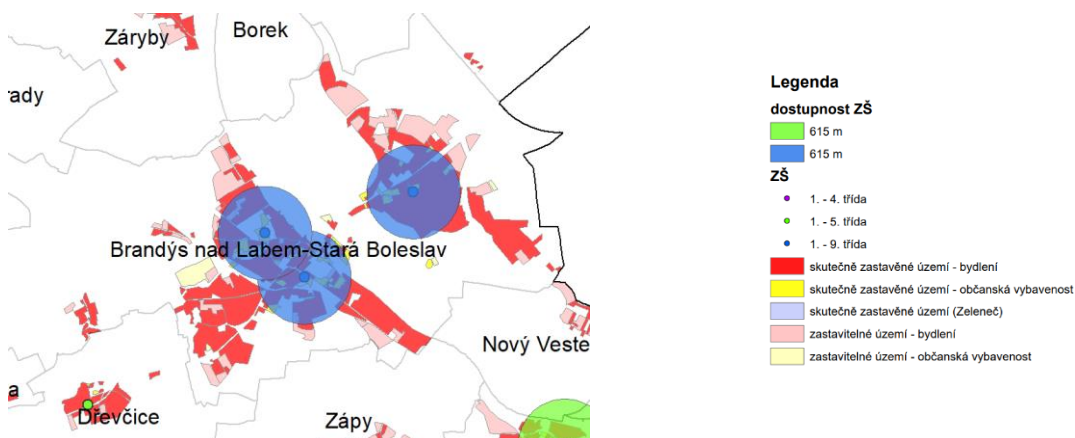 Záryby
Borek
rady
Brandýs nad Labem-Stará Boleslav
Nový Veste
a
Dřevčice
Zápy
Legenda
dostupnost ZŠ
615 m
615 m
ZŠ
1. - 4. třída
1. - 5. třída
1. - 9. třída
skutečně zastavěné území - bydlení
skutečně zastavěné území - občanská vybavenost
skutečně zastavěné území (Zeleneč)
zastavitelné území - bydlení
zastavitelné území - občanská vybavenost